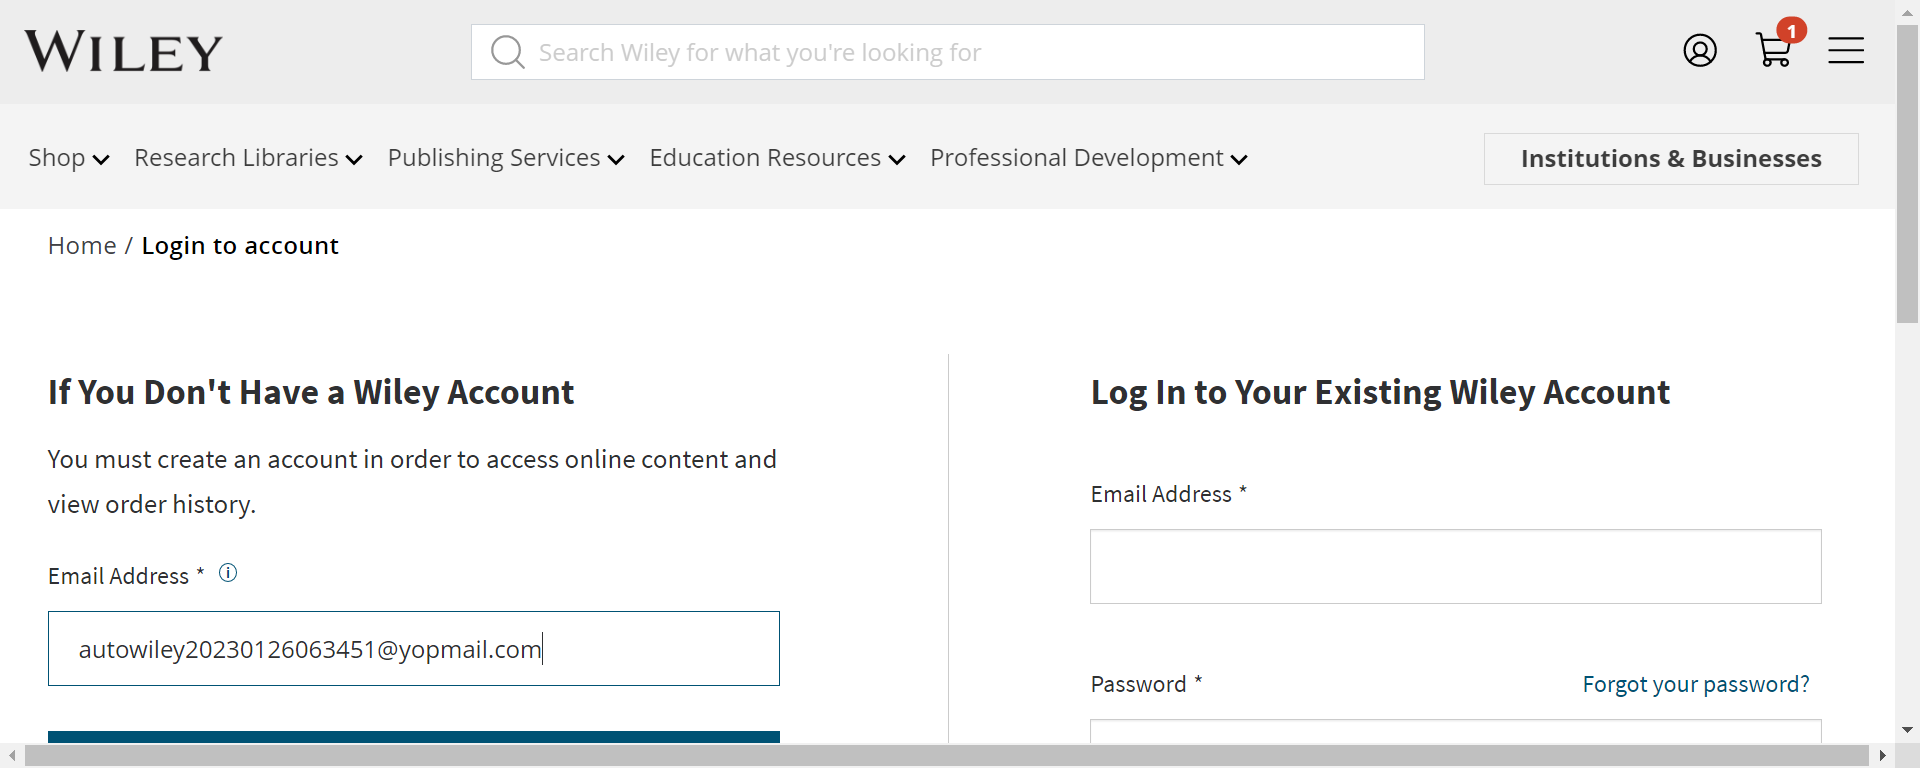 WILEY
Search Wiley for what you're looking for
1
Shop
Research Libraries
Publishing Services
Education Resources
Professional Development
Institutions & Businesses
Home / Login to account
If You Don't Have a Wiley Account
You must create an account in order to access online content and
view order history.
Email Address *
autowiley20230126063451@yopmail.com
Log In to Your Existing Wiley Account
Email Address *
Password *
Forgot your password?